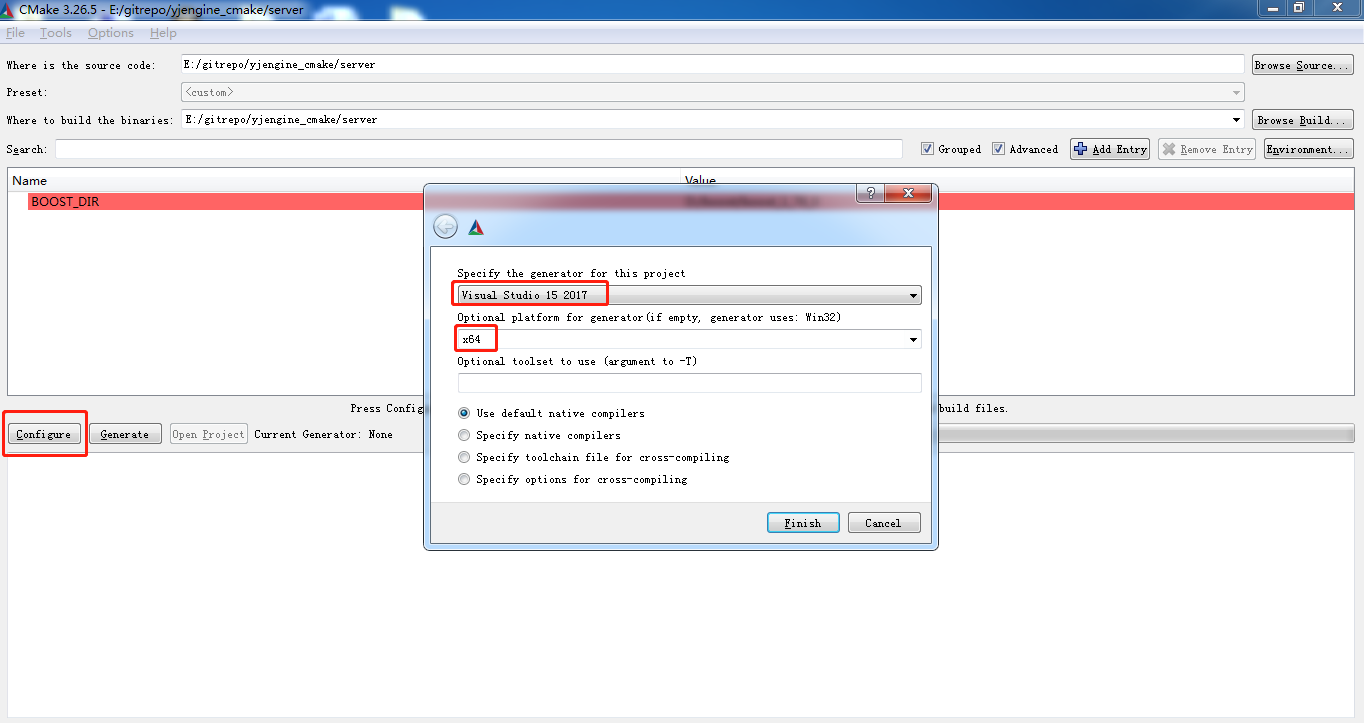 CMake 3.26.5 - E:/gitrepo/yjengine_cmake/server
File Tools Options Help
Where is the source code: E:/gitrepo/yjengine_cmake/server Browse Source...
Preset: <custom>
Where to build the binaries: E:/gitrepo/yjengine_cmake/server Browse Build...
Search: Grouped Advanced Add Entry Remove Entry Environment...
Name Value
BOOST_DIR
Specify the generator for this project
Visual Studio 15 2017
Optional platform for generator(if empty, generator uses: Win32)
x64
Optional toolset to use (argument to -T)
Use default native compilers
Specify native compilers
Specify toolchain file for cross-compiling
Specify options for cross-compiling
Finish Cancel
Press Config build files.
Configure Generate Open Project Current Generator: None